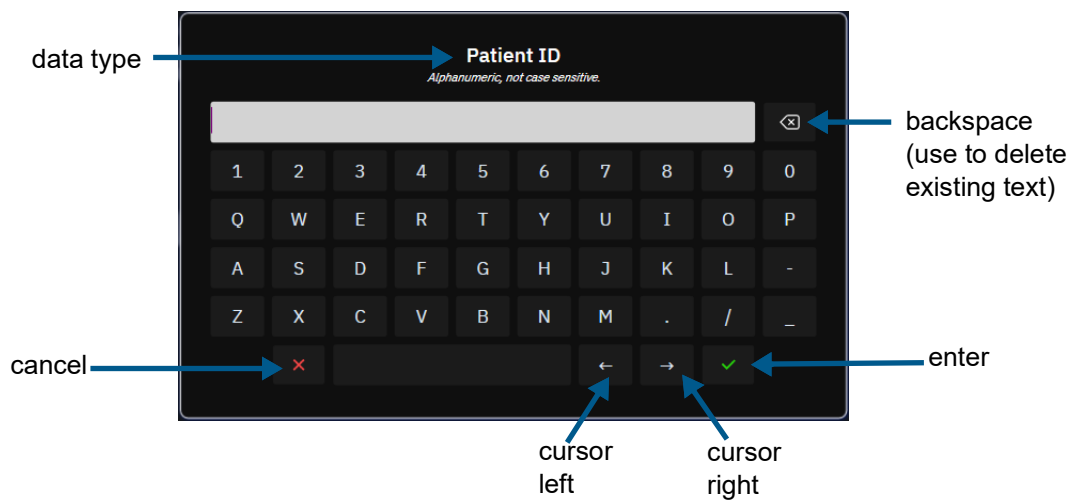 data type
Patient ID
Alphanumeric, not case sensitive.
backspace
(use to delete
existing text)
1 2 3 4 5 6 7 8 9 0
Q W E R T Y U I O P
A S D F G H J K L -
Z X C V B N M . / _
cancel
← →
enter
cursor
left
cursor
right